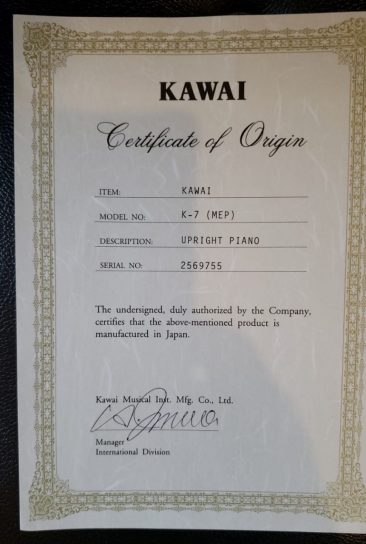 KAWAI
Certificate of Origin
ITEM: KAWAI
MODEL NO: K-7 (MEP)
DESCRIPTION: UPRIGHT PIANO
SERIAL NO: 2569755
The undersigned, duly authorized by the Company,
certifies that the above-mentioned product is
manufactured in Japan.
Kawai Musical Inst. Mfg. Co., Ltd.
Manager
International Division